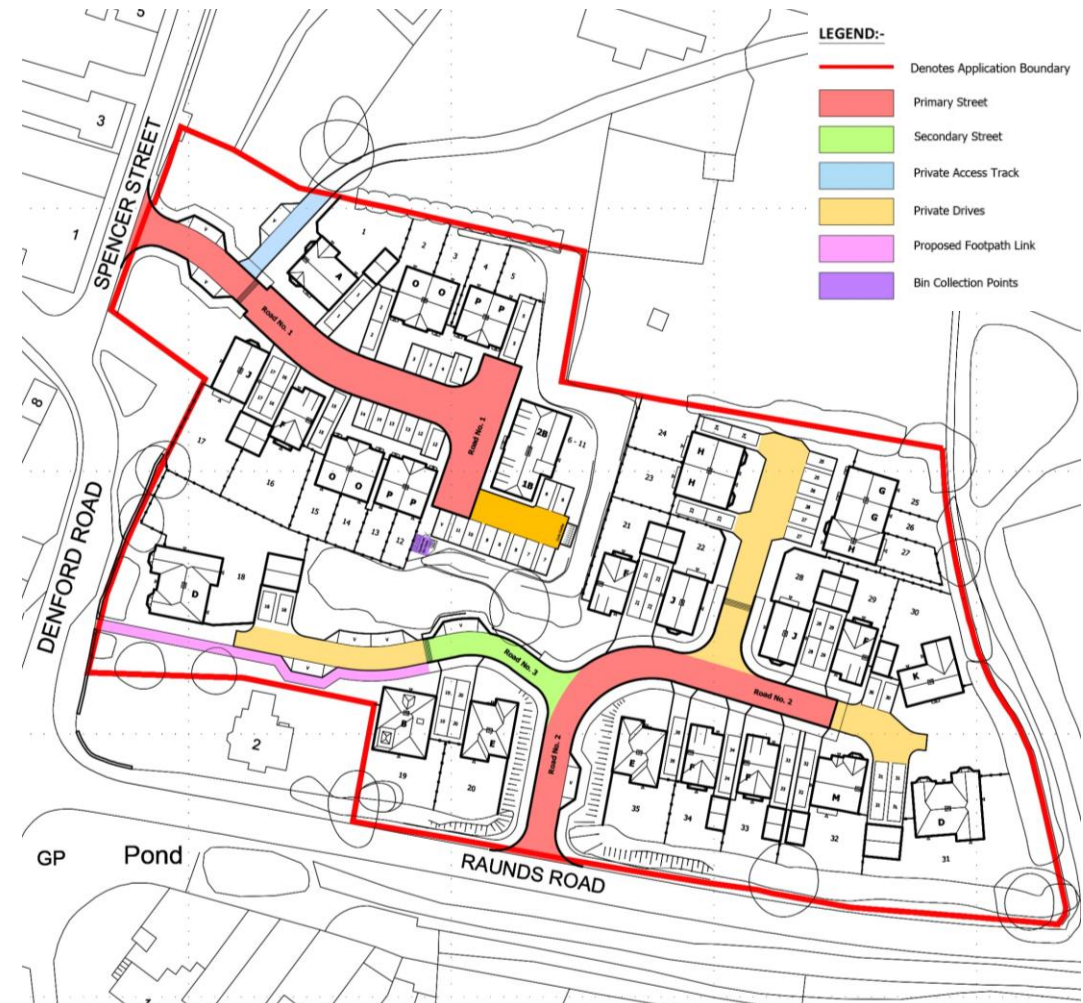 LEGEND:-
Denotes Application Boundary
Primary Street
Secondary Street
Private Access Track
Private Drives
Proposed Footpath Link
Bin Collection Points
5
3
1
8
SPENCER STREET
DENFORD ROAD
RAUNDS ROAD
GP
Pond
2
Road No. 1
Road No. 1
Road No. 2
Road No. 2
Road No. 3
1
2
3
4
5
6 - 11
12
13
14
15
16
17
18
19
20
21
22
23
24
25
26
27
28
29
30
31
32
33
34
35
A
O O
P P
2B
1B
J
F
O O
P P
D
B
E
H
H
G
G
H
F
J
J
F
K
E
F
F
M
D